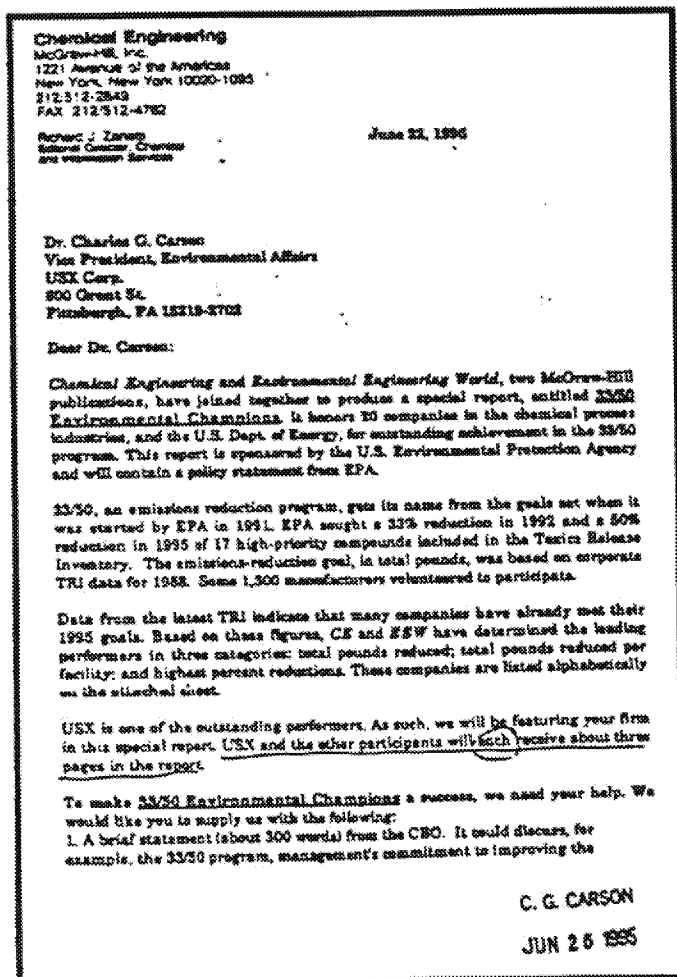 Chemical Engineering
McGraw-Hill, Inc.
1221 Avenue of the Americas
New York, New York 10020-1095
212/512-2849
FAX 212/512-4762
Richard J. Zanetti
Editorial Director, Chemical
and Information Services
June 22, 1995
Dr. Charles G. Carson
Vice President, Environmental Affairs
USX Corp.
600 Grant St.
Pittsburgh, PA 15219-2702
Dear Dr. Carson:
Chemical Engineering and Environmental Engineering World, two McGraw-Hill
publications, have joined together to produce a special report, entitled 33/50
Environmental Champions. It honors 20 companies in the chemical process
industries, and the U.S. Dept. of Energy, for outstanding achievement in the 33/50
program. This report is sponsored by the U.S. Environmental Protection Agency
and will contain a policy statement from EPA.
33/50, an emissions reduction program, gets its name from the goals set when it
was started by EPA in 1991. EPA sought a 33% reduction in 1992 and a 50%
reduction in 1995 of 17 high-priority compounds included in the Toxics Release
Inventory. The emissions-reduction goal, in total pounds, was based on corporate
TRI data for 1988. Some 1,300 manufacturers volunteered to participate.
Data from the latest TRI indicate that many companies have already met their
1995 goals. Based on these figures, CE and EEW have determined the leading
performers in three categories: total pounds reduced; total pounds reduced per
facility; and highest percent reductions. These companies are listed alphabetically
on the attached sheet.
USX is one of the outstanding performers. As such, we will be featuring your firm
in this special report. USX and the other participants will each receive about three
pages in the report.
To make 33/50 Environmental Champions a success, we need your help. We
would like you to supply us with the following:
1. A brief statement (about 300 words) from the CEO. It could discuss, for
example, the 33/50 program, management's commitment to improving the
C. G. CARSON
JUN 26 1995